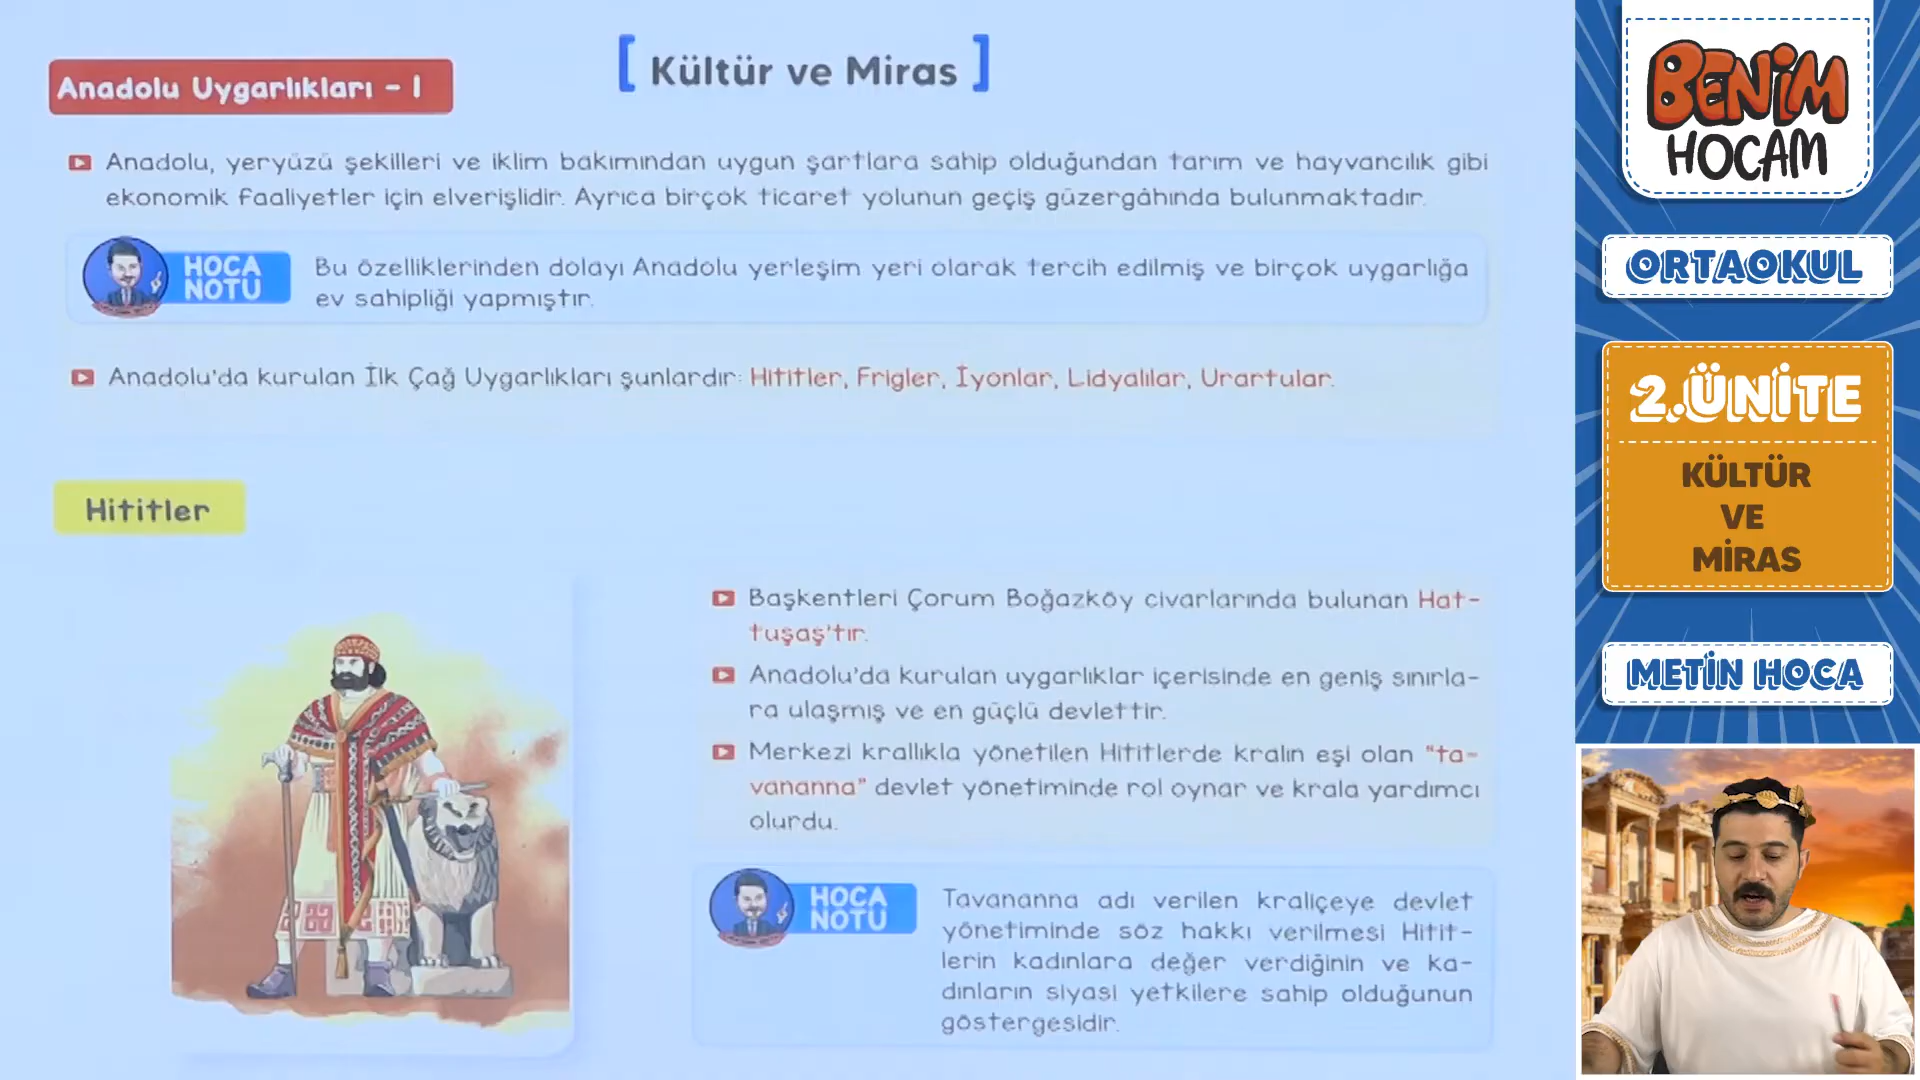 [ Kültür ve Miras ]
Anadolu Uygarlıkları - 1
Anadolu, yeryüzü şekilleri ve iklim bakımından uygun şartlara sahip olduğundan tarım ve hayvancılık gibi
ekonomik faaliyetler için elverişlidir. Ayrıca birçok ticaret yolunun geçiş güzergâhında bulunmaktadır.
HOCA
NOTU
Bu özelliklerinden dolayı Anadolu yerleşim yeri olarak tercih edilmiş ve birçok uygarlığa
ev sahipliği yapmıştır.
Anadolu'da kurulan İlk Çağ Uygarlıkları şunlardır: Hititler, Frigler, İyonlar, Lidyalılar, Urartular.
Hititler
Başkentleri Çorum Boğazköy civarlarında bulunan Hat-
tuşaş'tır.
Anadolu'da kurulan uygarlıklar içerisinde en geniş sınırla-
ra ulaşmış ve en güçlü devlettir.
Merkezi krallıkla yönetilen Hititlerde kralın eşi olan "ta-
vananna" devlet yönetiminde rol oynar ve krala yardımcı
olurdu.
HOCA
NOTU
Tavananna adı verilen kraliçeye devlet
yönetiminde söz hakkı verilmesi Hitit-
lerin kadınlara değer verdiğinin ve ka-
dınların siyasi yetkilere sahip olduğunun
göstergesidir.
BENİM
HOCAM
ORTAOKUL
2.ÜNİTE
KÜLTÜR
VE
MİRAS
METİN HOCA